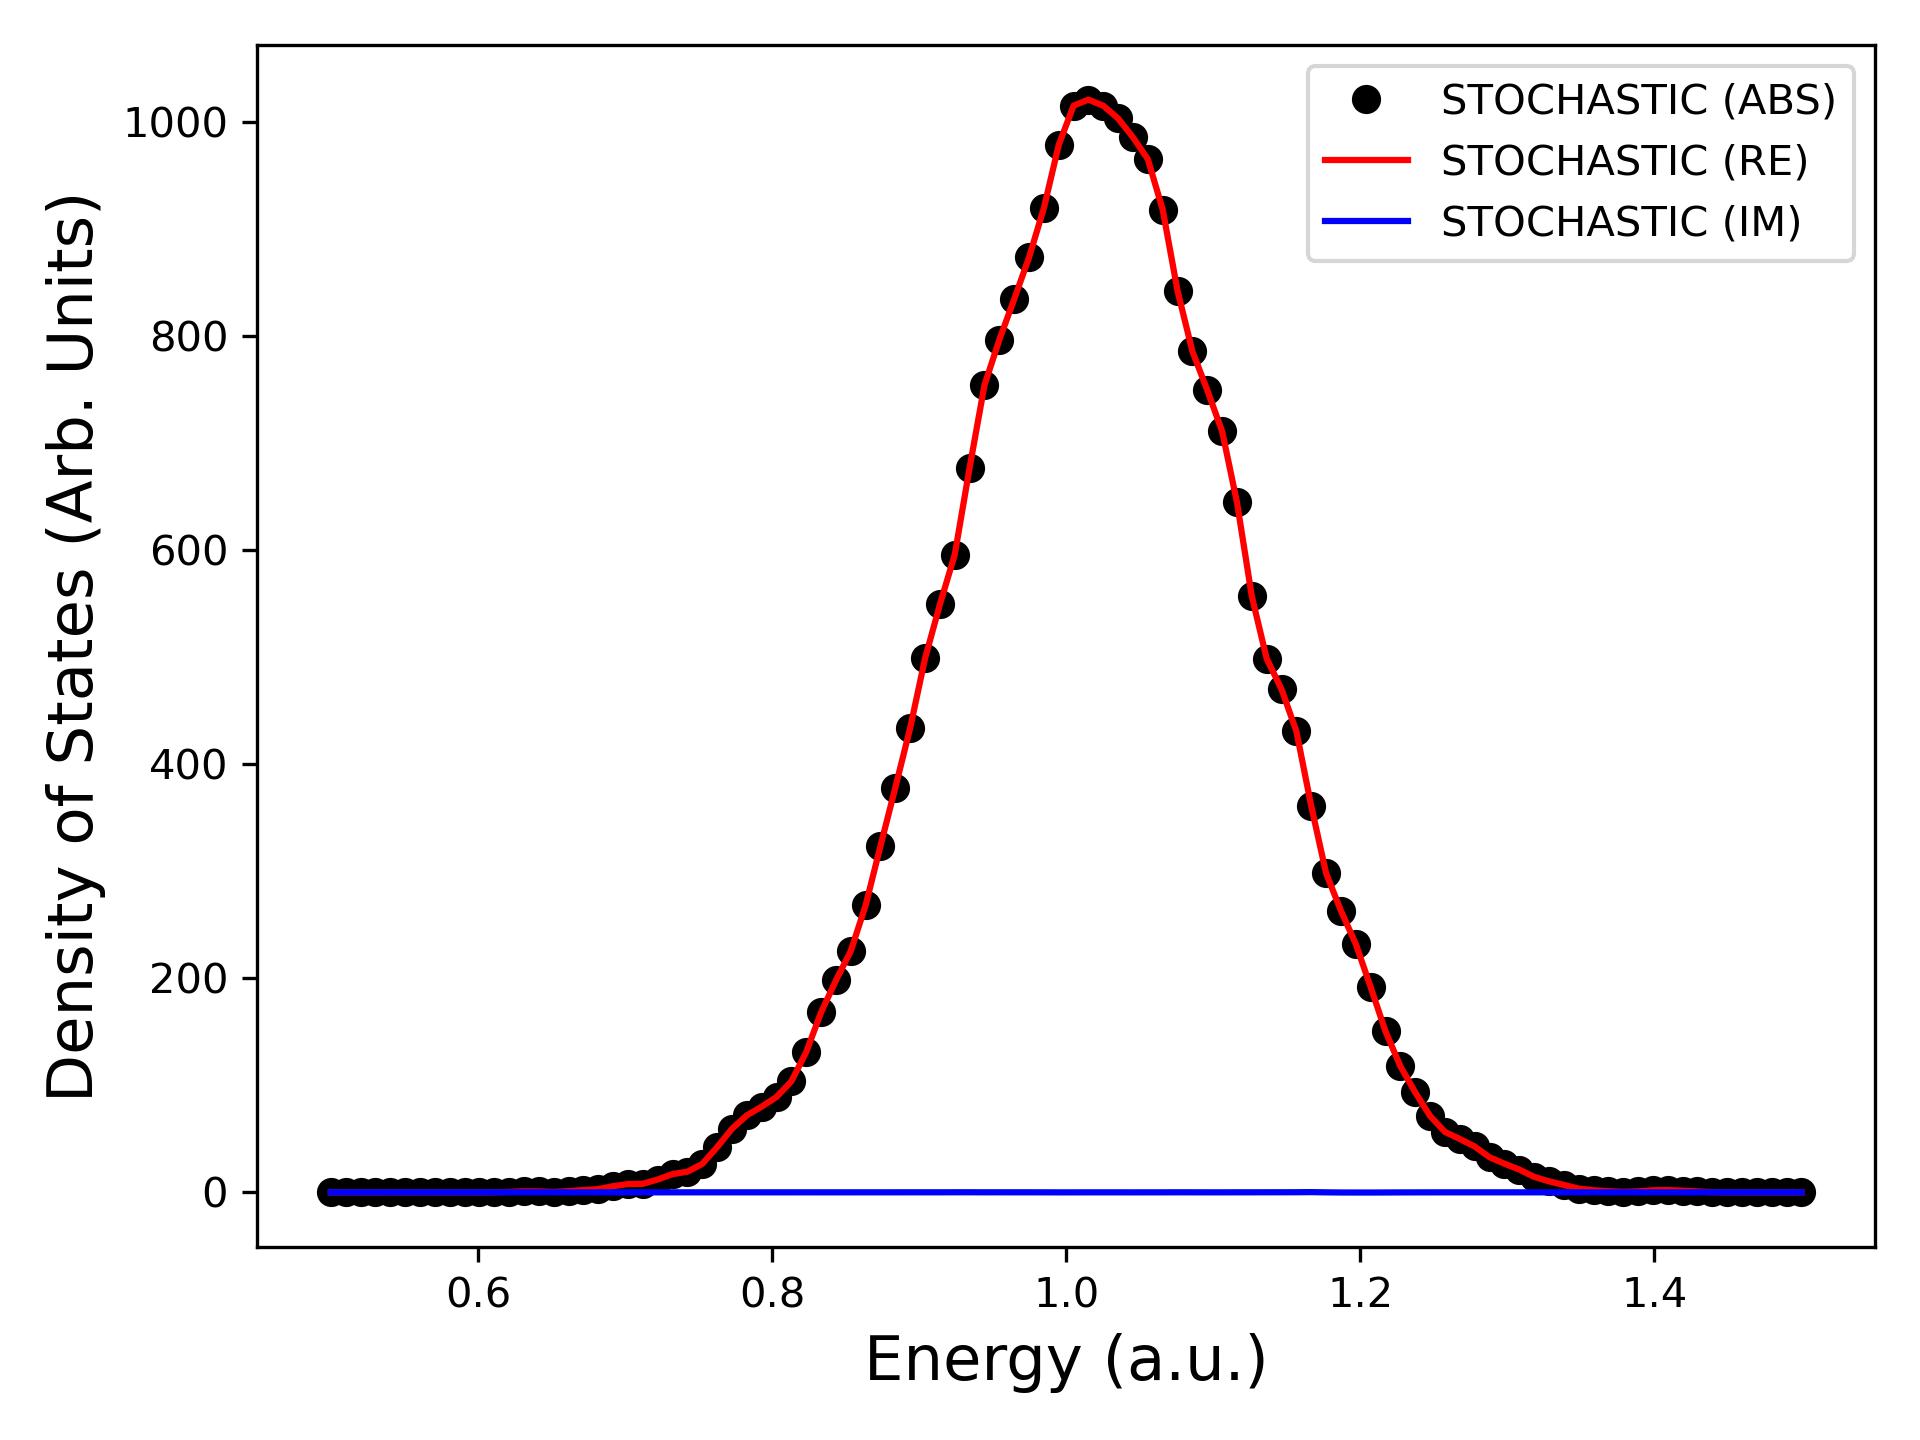 STOCHASTIC (ABS)
STOCHASTIC (RE)
STOCHASTIC (IM)
Density of States (Arb. Units)
1000
800
600
400
200
0
0.6 0.8 1.0 1.2 1.4
Energy (a.u.)